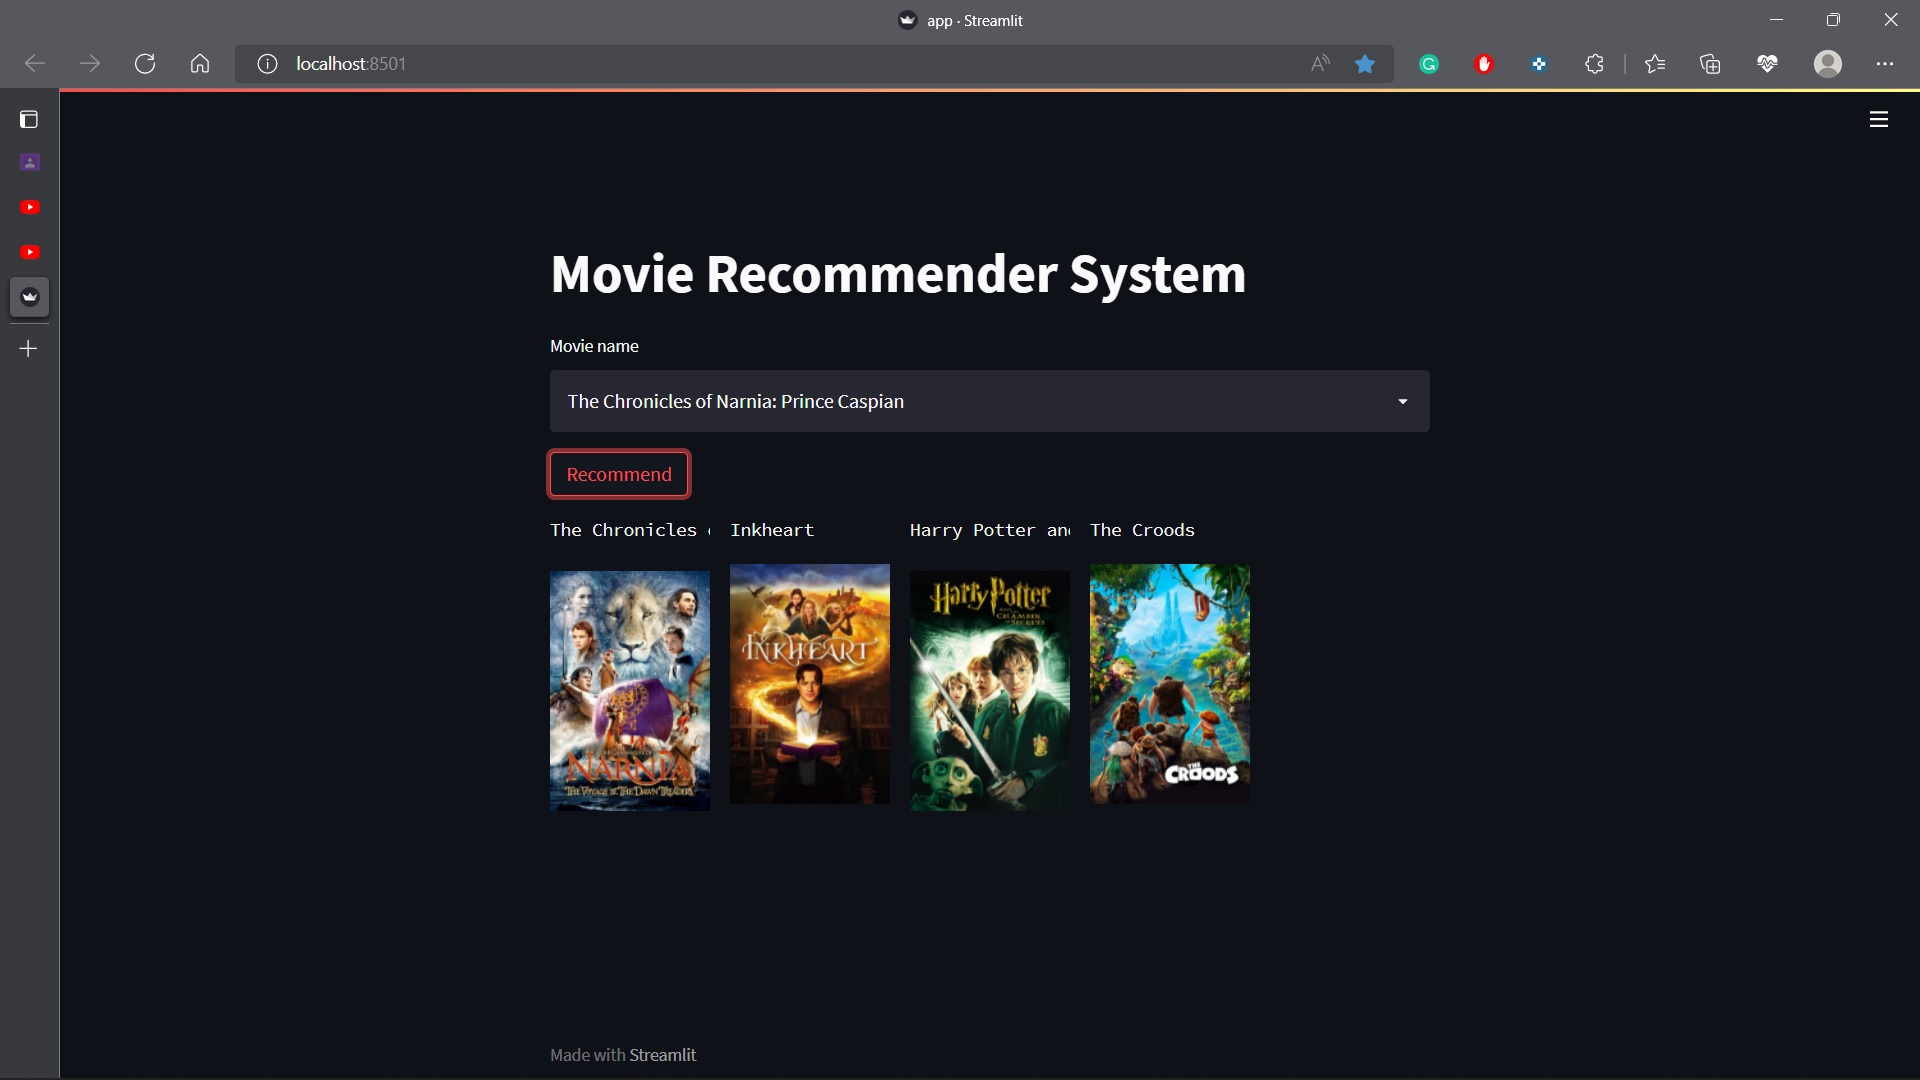 app - Streamlit
localhost:8501
Movie Recommender System
Movie name
The Chronicles of Narnia: Prince Caspian
Recommend
The Chronicles
Inkheart
Harry Potter an
The Croods
THE CHRONICLES OF
NARNIA
THE VOYAGE OF THE DAWN TREADER
INKHEART
Harry Potter
CHAMBER
OF SECRETS
THE
CROODS
Made with Streamlit